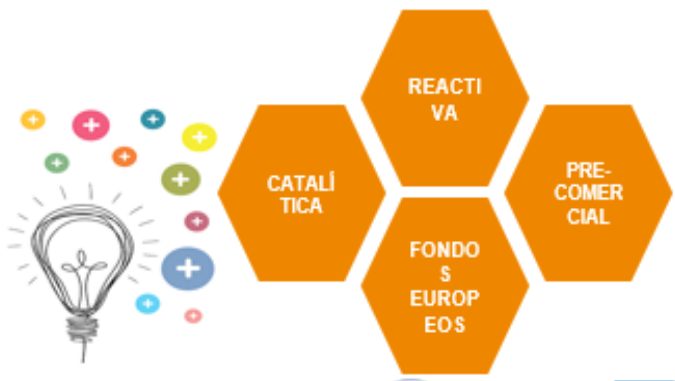 REACTI
VA
CATALÍ
TICA
PRE-
COMER
CIAL
FONDO
S
EUROP
EOS